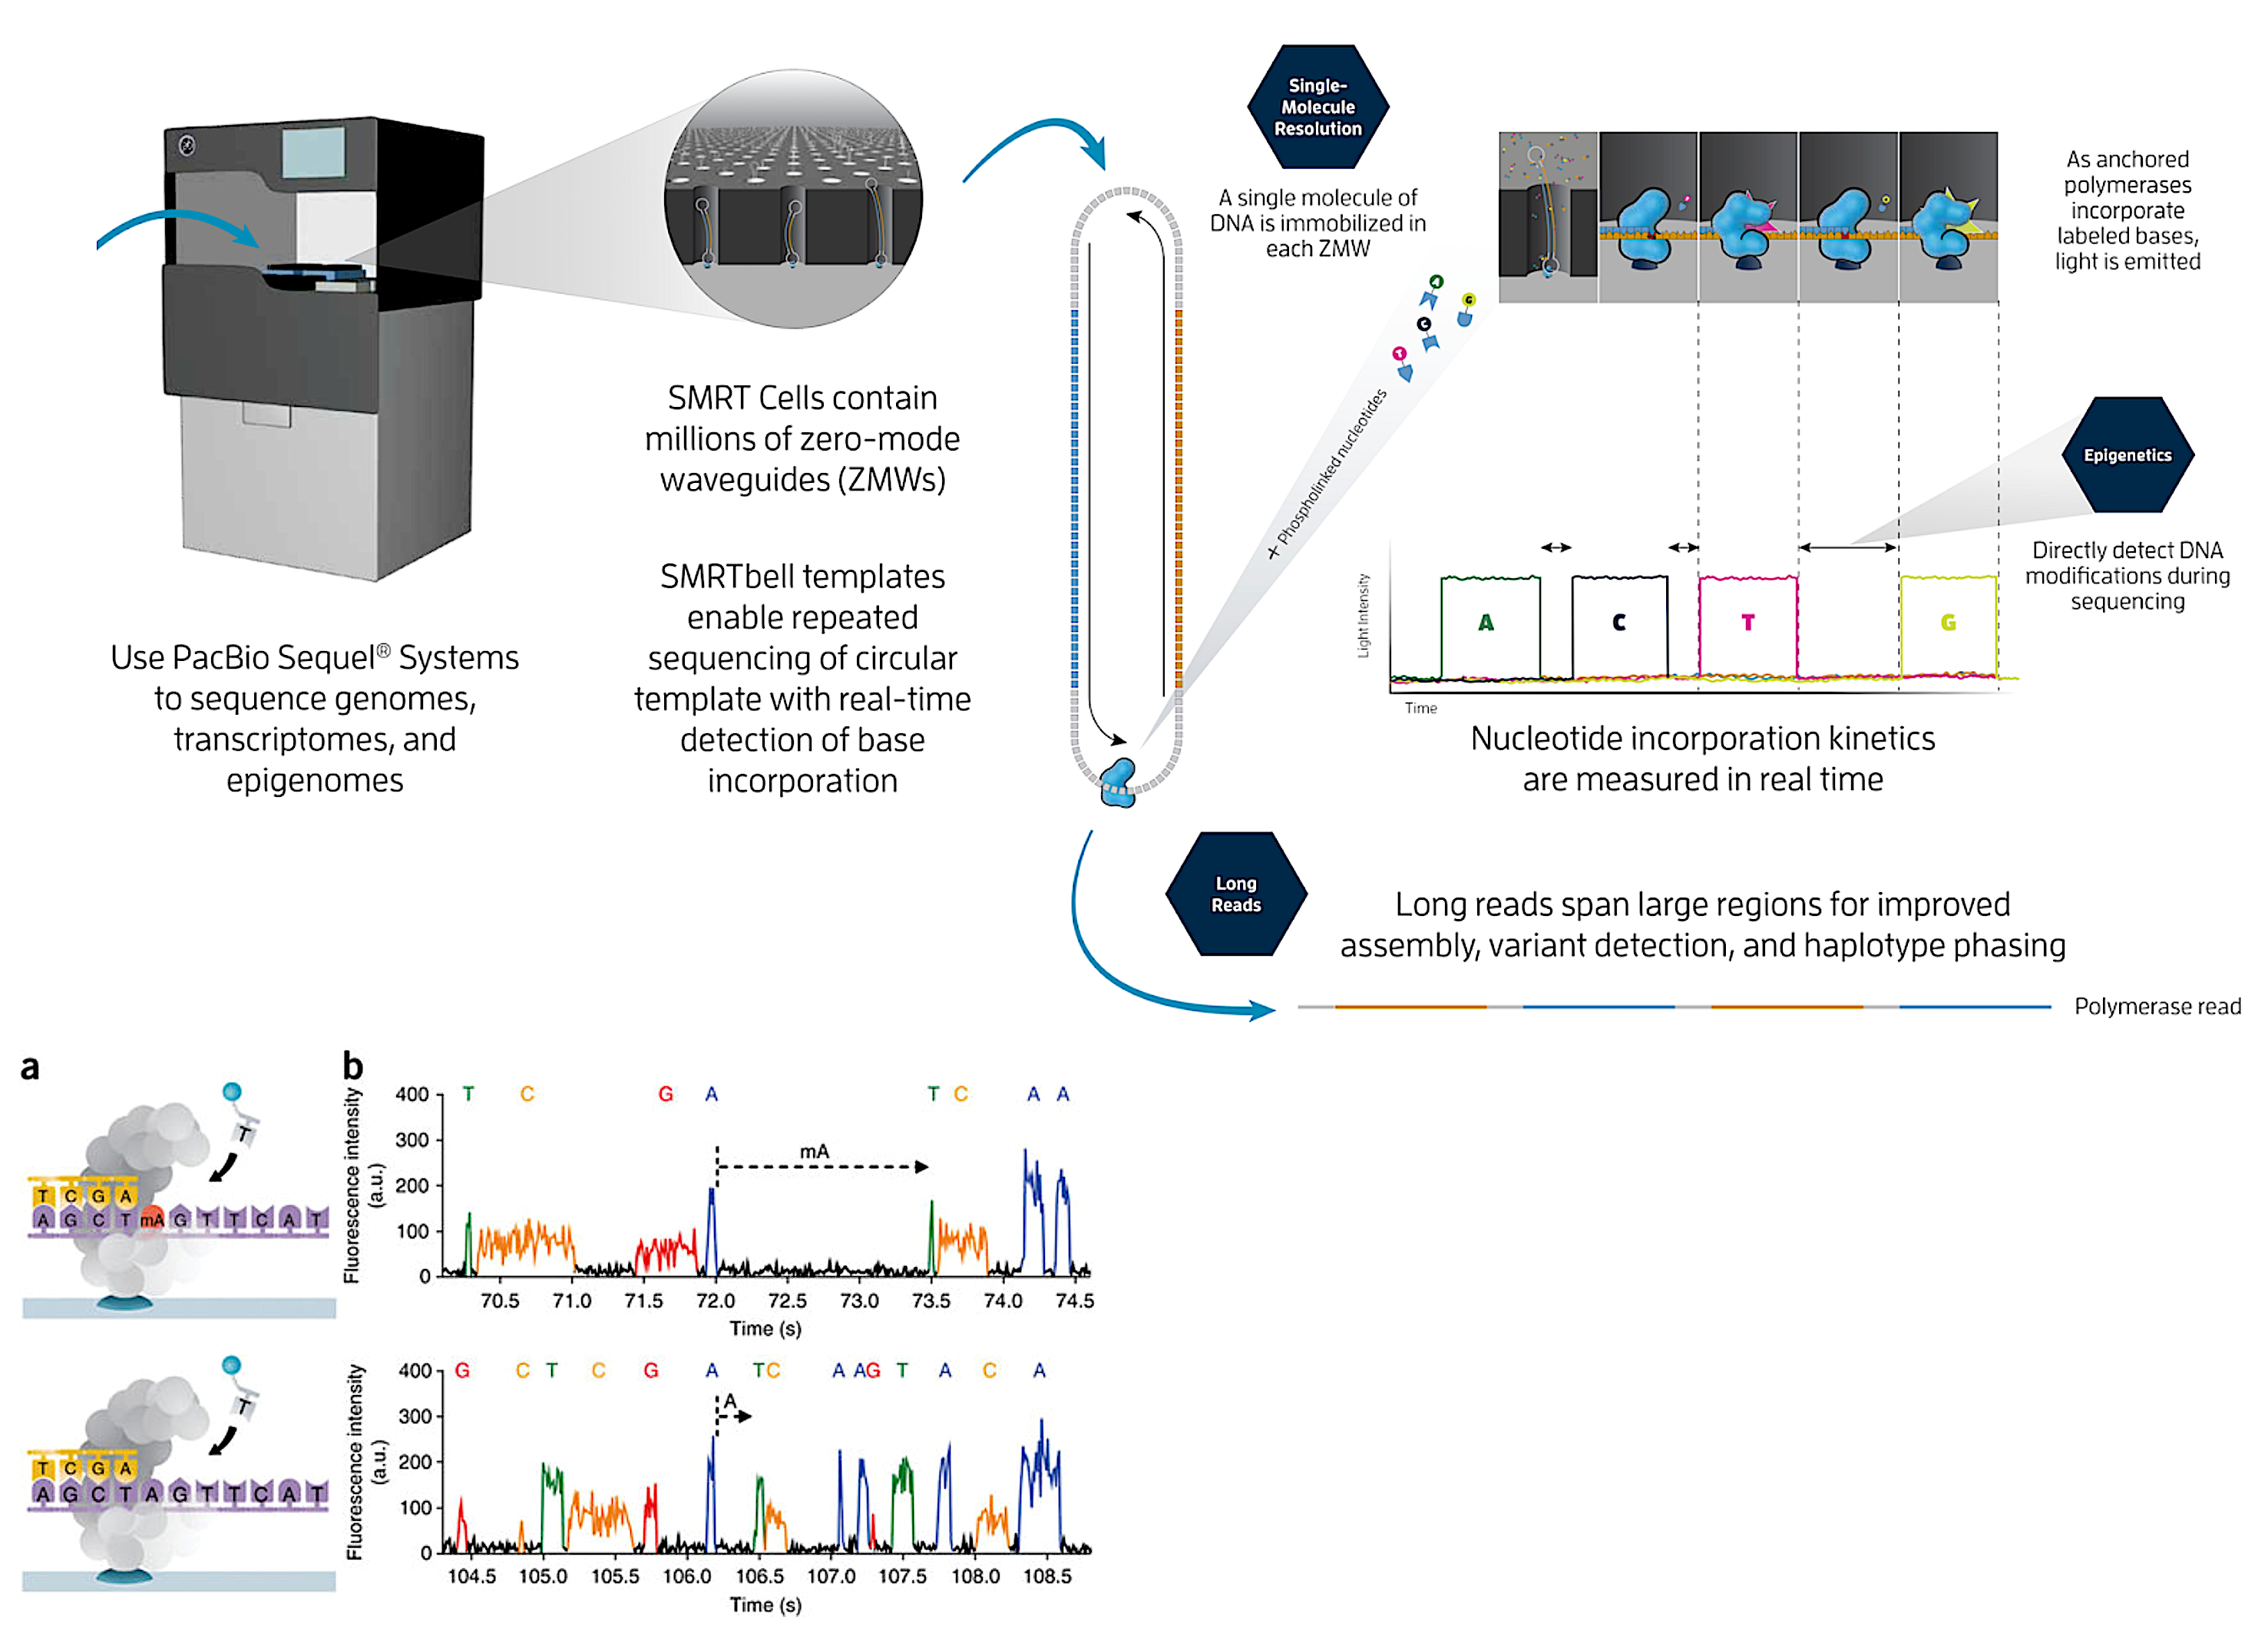 Single-
Molecule
Resolution
A single molecule of
DNA is immobilized in
each ZMW
As anchored
polymerases
incorporate
labeled bases,
light is emitted
SMRT Cells contain
millions of zero-mode
waveguides (ZMWs)
SMRTbell templates
enable repeated
sequencing of circular
template with real-time
detection of base
incorporation
Use PacBio Sequel® Systems
to sequence genomes,
transcriptomes, and
epigenomes
A
G
C
T
+ Phospholinked nucleotides
Epigenetics
Directly detect DNA
modifications during
sequencing
Light Intensity
A C T G
Time
Nucleotide incorporation kinetics
are measured in real time
Long
Reads
Long reads span large regions for improved
assembly, variant detection, and haplotype phasing
Polymerase read
a
T
T C G A
A G C T mA G T T C A T
T
T C G A
A G C T A G T T C A T
b
T C G A T C A A
mA
Fluorescence intensity
(a.u.)
400
300
200
100
0
70.5 71.0 71.5 72.0 72.5 73.0 73.5 74.0 74.5
Time (s)
G C T C G A T C A A G T A C A
A
Fluorescence intensity
(a.u.)
400
300
200
100
0
104.5 105.0 105.5 106.0 106.5 107.0 107.5 108.0 108.5
Time (s)